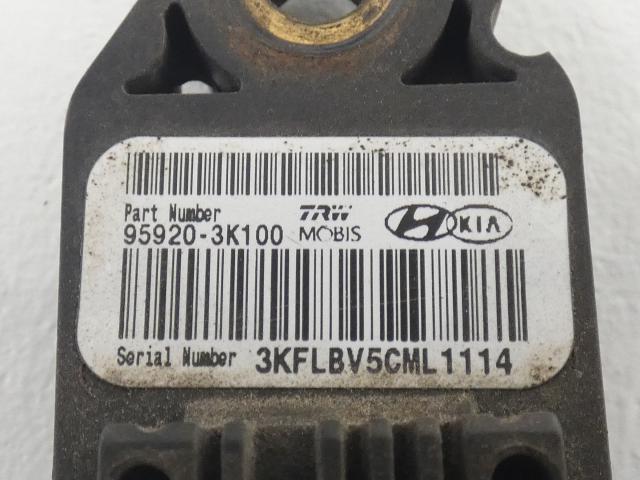 Part Number
95920-3K100
TRW
MOBIS
KIA
Serial Number 3KFLBV5CML1114